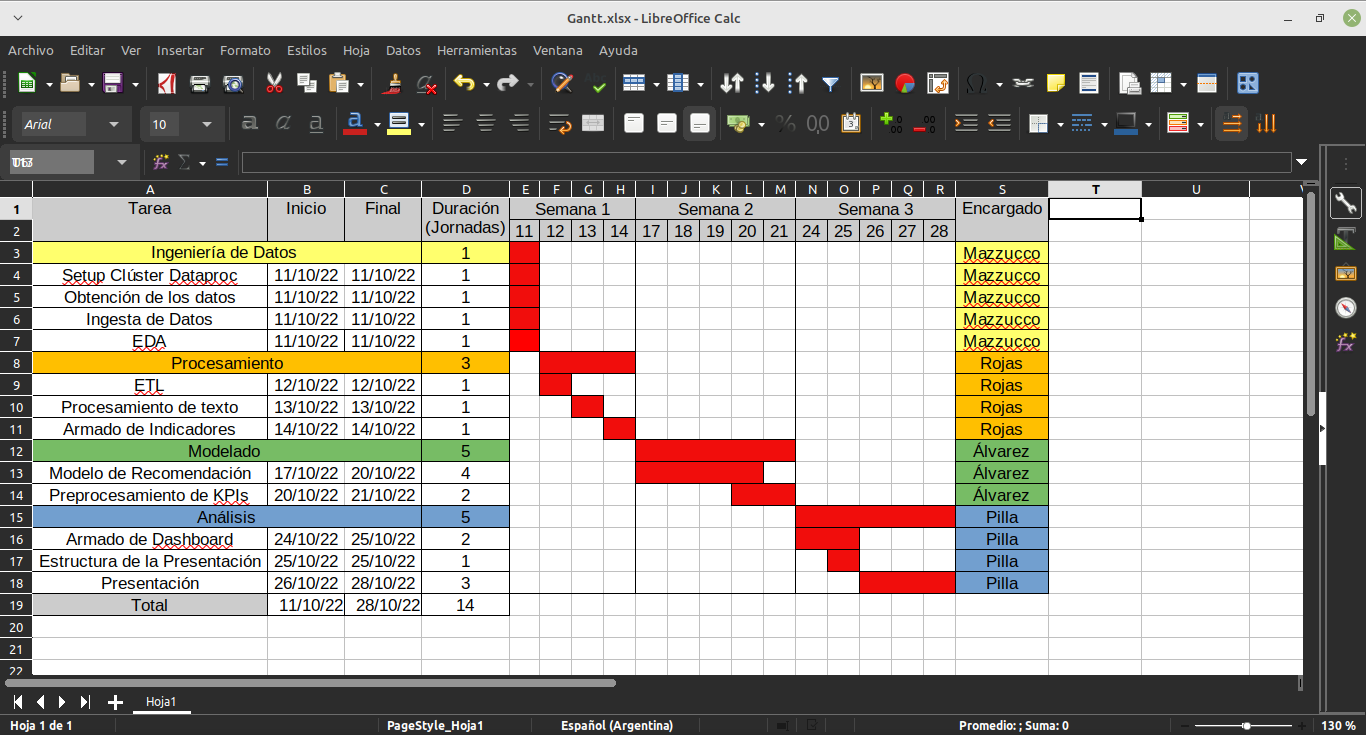 Gantt.xlsx - LibreOffice Calc
Archivo Editar Ver Insertar Formato Estilos Hoja Datos Herramientas Ventana Ayuda
Arial 10
A B C D E F G H I J K L M N O P Q R S T U
1 Tarea Inicio Final Duración (Jornadas) Semana 1 Semana 2 Semana 3 Encargado
2 11 12 13 14 17 18 19 20 21 24 25 26 27 28
3 Ingeniería de Datos 1 Mazzucco
4 Setup Clúster Dataproc 11/10/22 11/10/22 1 Mazzucco
5 Obtención de los datos 11/10/22 11/10/22 1 Mazzucco
6 Ingesta de Datos 11/10/22 11/10/22 1 Mazzucco
7 EDA 11/10/22 11/10/22 1 Mazzucco
8 Procesamiento 3 Rojas
9 ETL 12/10/22 12/10/22 1 Rojas
10 Procesamiento de texto 13/10/22 13/10/22 1 Rojas
11 Armado de Indicadores 14/10/22 14/10/22 1 Rojas
12 Modelado 5 Álvarez
13 Modelo de Recomendación 17/10/22 20/10/22 4 Álvarez
14 Preprocesamiento de KPIs 20/10/22 21/10/22 2 Álvarez
15 Análisis 5 Pilla
16 Armado de Dashboard 24/10/22 25/10/22 2 Pilla
17 Estructura de la Presentación 25/10/22 25/10/22 1 Pilla
18 Presentación 26/10/22 28/10/22 3 Pilla
19 Total 11/10/22 28/10/22 14
20
21
22
Hoja1
Hoja 1 de 1 PageStyle_Hoja1 Español (Argentina) Promedio: ; Suma: 0 130 %